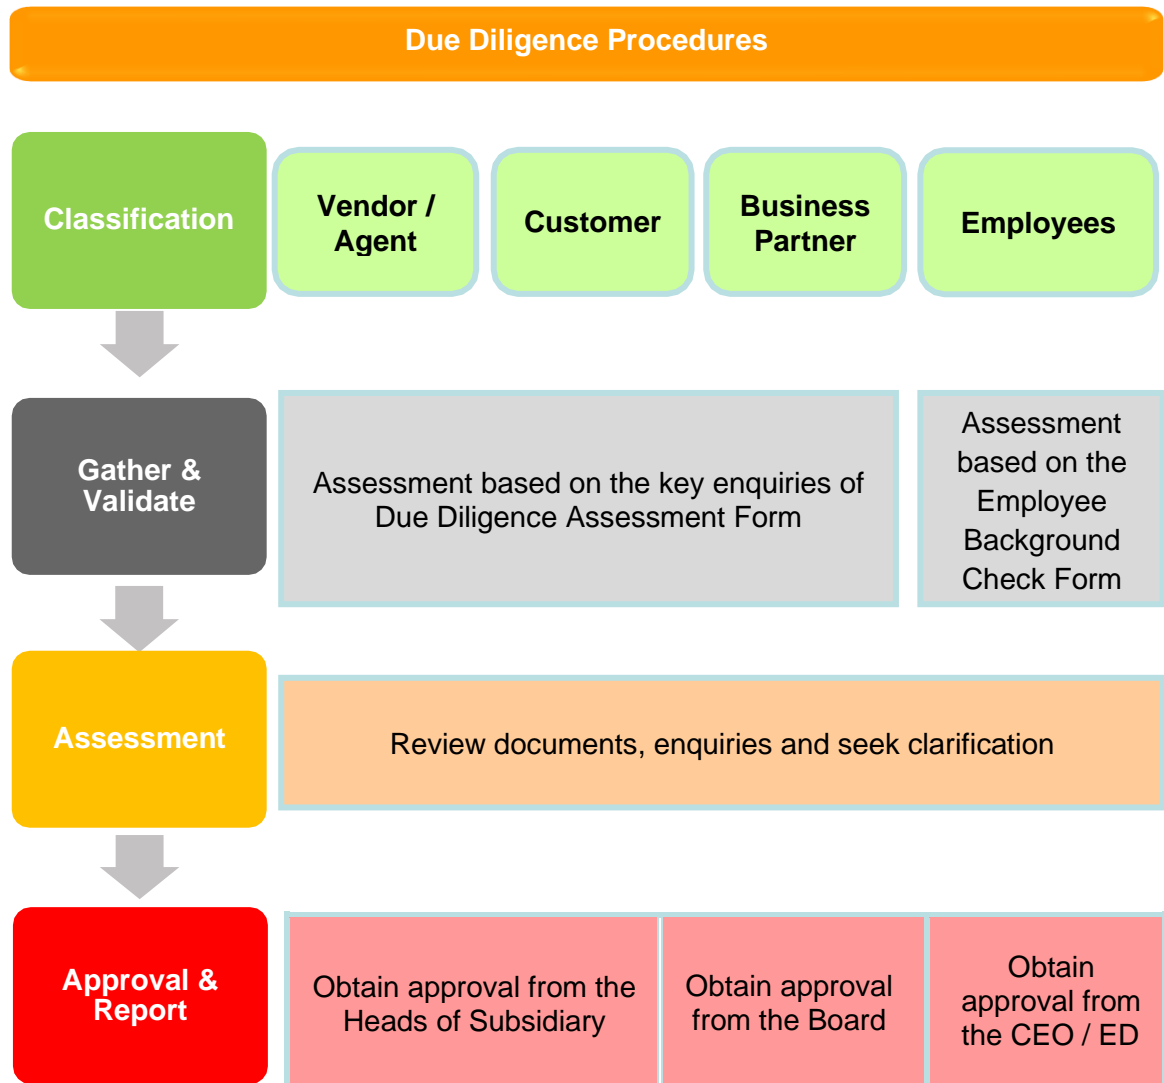 Due Diligence Procedures
Classification
Vendor /
Agent
Customer
Business
Partner
Employees
Gather &
Validate
Assessment based on the key enquiries of
Due Diligence Assessment Form
Assessment
based on the
Employee
Background
Check Form
Assessment
Review documents, enquiries and seek clarification
Approval &
Report
Obtain approval from the
Heads of Subsidiary
Obtain approval
from the Board
Obtain
approval from
the CEO / ED